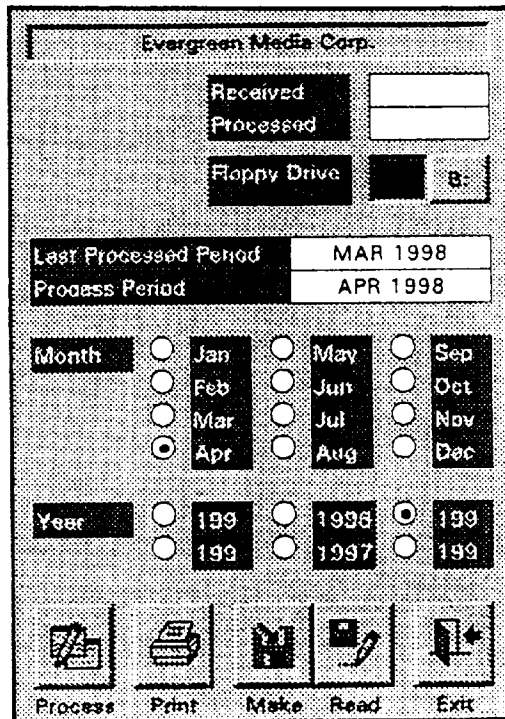 Evergreen Media Corp.
Received
Processed
Floppy Drive B:
Last Processed Period MAR 1998
Process Period APR 1998
Month Jan May Sep
Feb Jun Oct
Mar Jul Nov
Apr Aug Dec
Year 199 1996 199
199 1997 199
Process Print Make Read Exit